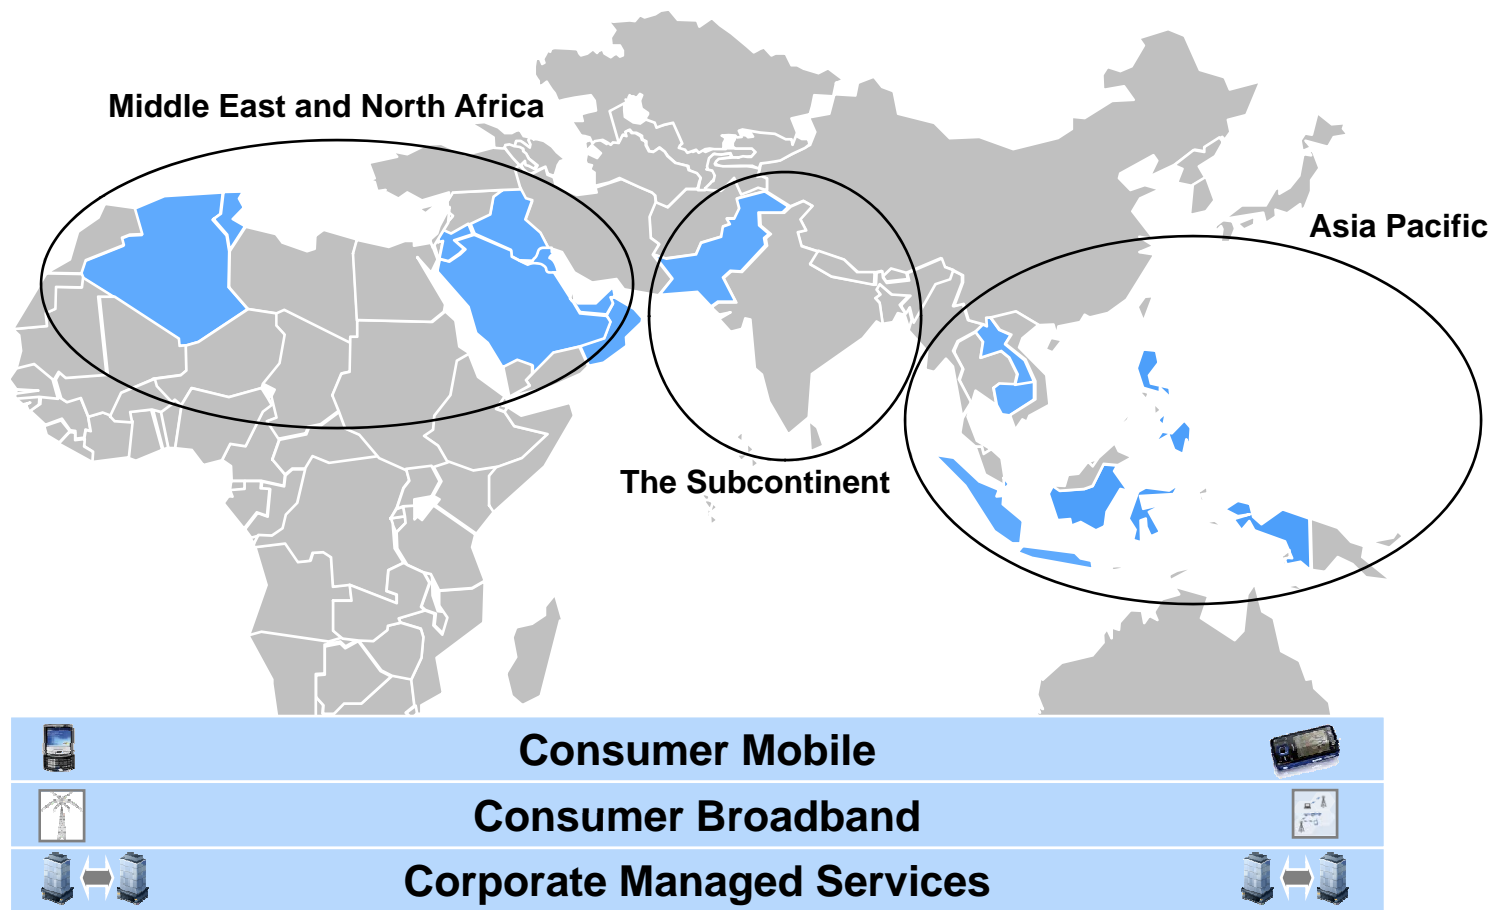 Middle East and North Africa
Asia Pacific
The Subcontinent
Consumer Mobile
Consumer Broadband
Corporate Managed Services